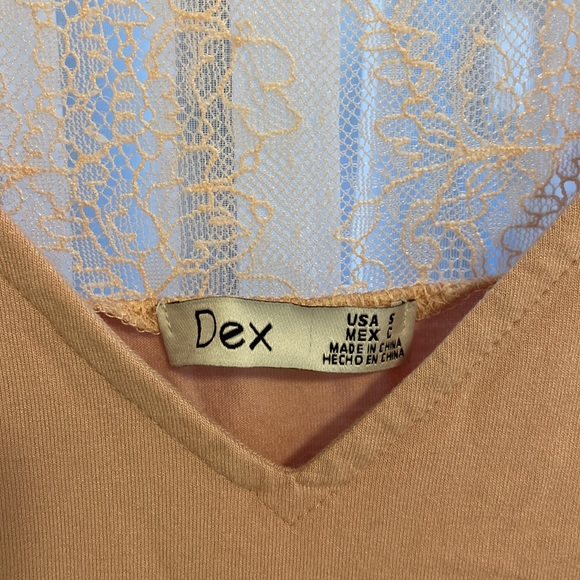 Dex
USA S
MEX C
MADE IN CHINA
HECHO EN CHINA